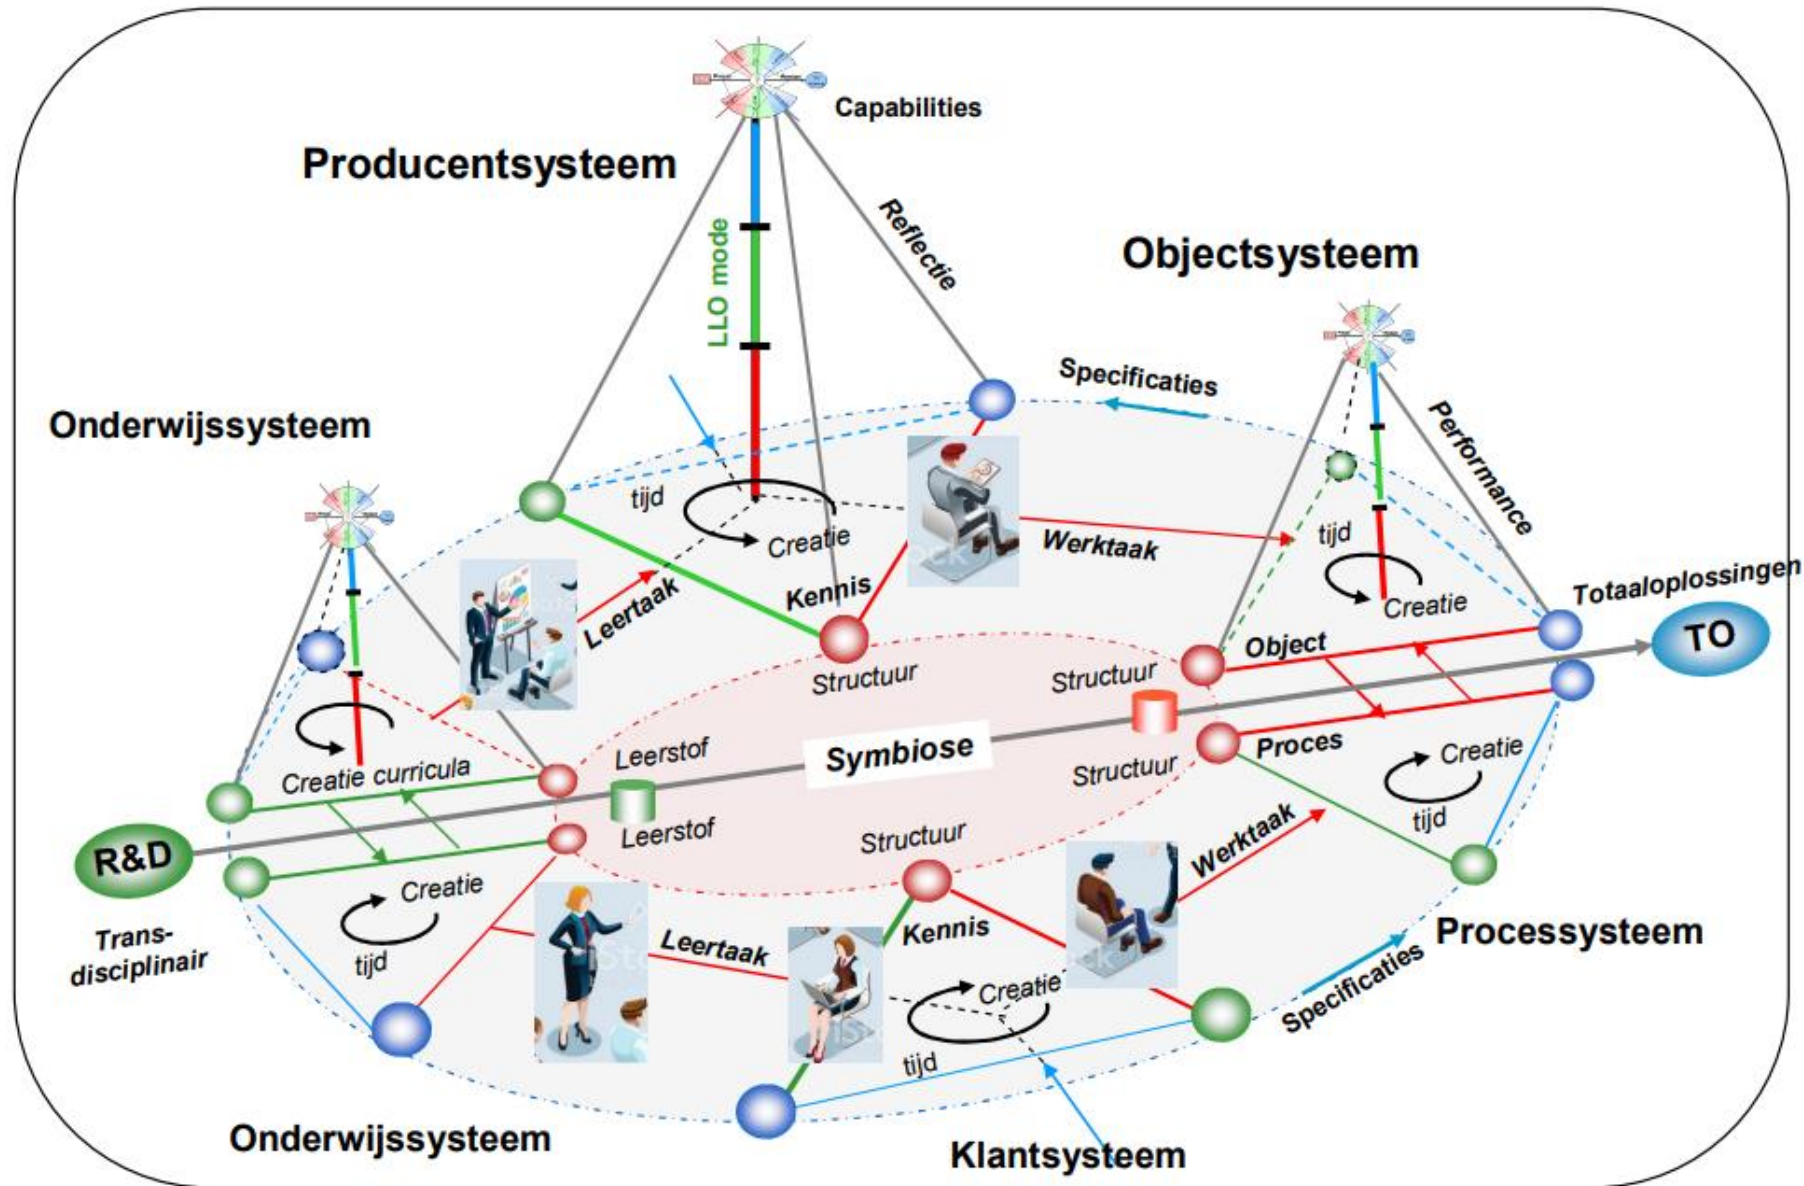 Capabilities
Producentsysteem
LLO mode
Reflectie
Objectsysteem
Specificaties
Performance
Onderwijssysteem
tijd
Creatie
Kennis
Leertaak
Werktaak
tijd
Creatie
Totaaloplossingen
TO
Object
Structuur
Structuur
Symbiose
Leerstof
Creatie curricula
Proces
Creatie
tijd
Structuur
Leerstof
Structuur
R&D
Creatie
tijd
Trans-
disciplinair
Kennis
Leertaak
Werktaak
Creatie
tijd
Specificaties
Processysteem
Onderwijssysteem
Klantsysteem